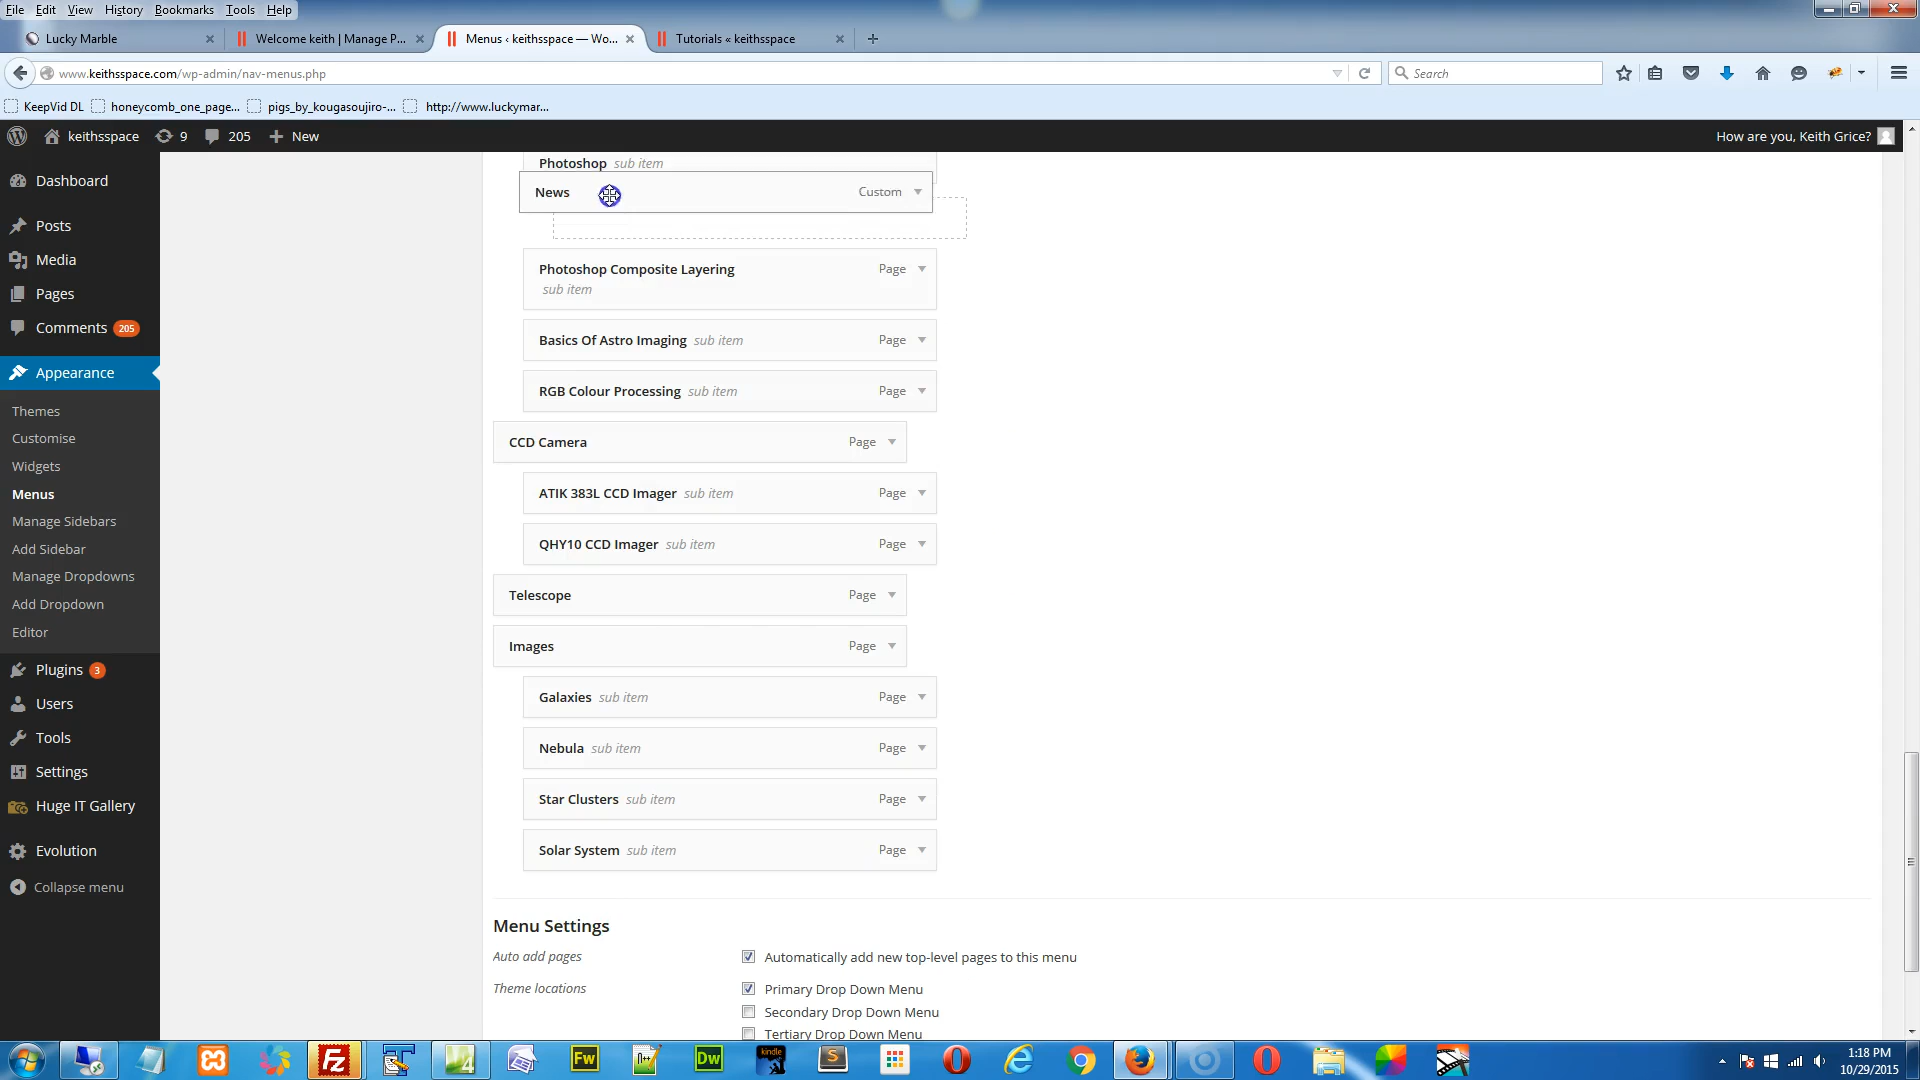 File Edit View History Bookmarks Tools Help
Lucky Marble
Welcome keith | Manage P...
Menus ‹ keithsspace — Wo...
Tutorials « keithsspace
www.keithsspace.com/wp-admin/nav-menus.php
Search
KeepVid DL
honeycomb_one_page...
pigs_by_kougasoujiro-...
http://www.luckymar...
keithsspace
9
205
New
How are you, Keith Grice?
Dashboard
Posts
Media
Pages
Comments 205
Appearance
Themes
Customise
Widgets
Menus
Manage Sidebars
Add Sidebar
Manage Dropdowns
Add Dropdown
Editor
Plugins 3
Users
Tools
Settings
Huge IT Gallery
Evolution
Collapse menu
Photoshop sub item
News Custom
Photoshop Composite Layering Page
sub item
Basics Of Astro Imaging sub item Page
RGB Colour Processing sub item Page
CCD Camera Page
ATIK 383L CCD Imager sub item Page
QHY10 CCD Imager sub item Page
Telescope Page
Images Page
Galaxies sub item Page
Nebula sub item Page
Star Clusters sub item Page
Solar System sub item Page
Menu Settings
Auto add pages Automatically add new top-level pages to this menu
Theme locations Primary Drop Down Menu
Secondary Drop Down Menu
Tertiary Drop Down Menu
Fz
4
Fw
Dw
kindle
S
1:18 PM
10/29/2015